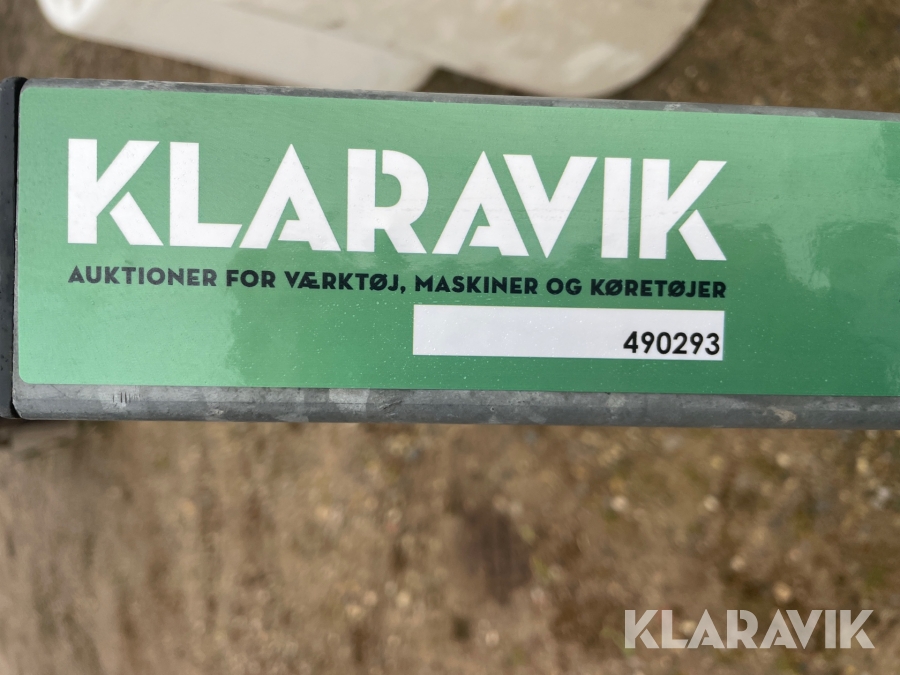 KLARAVIK
AUKTIONER FOR VÆRKTØJ, MASKINER OG KØRETØJER
490293
KLARAVIK